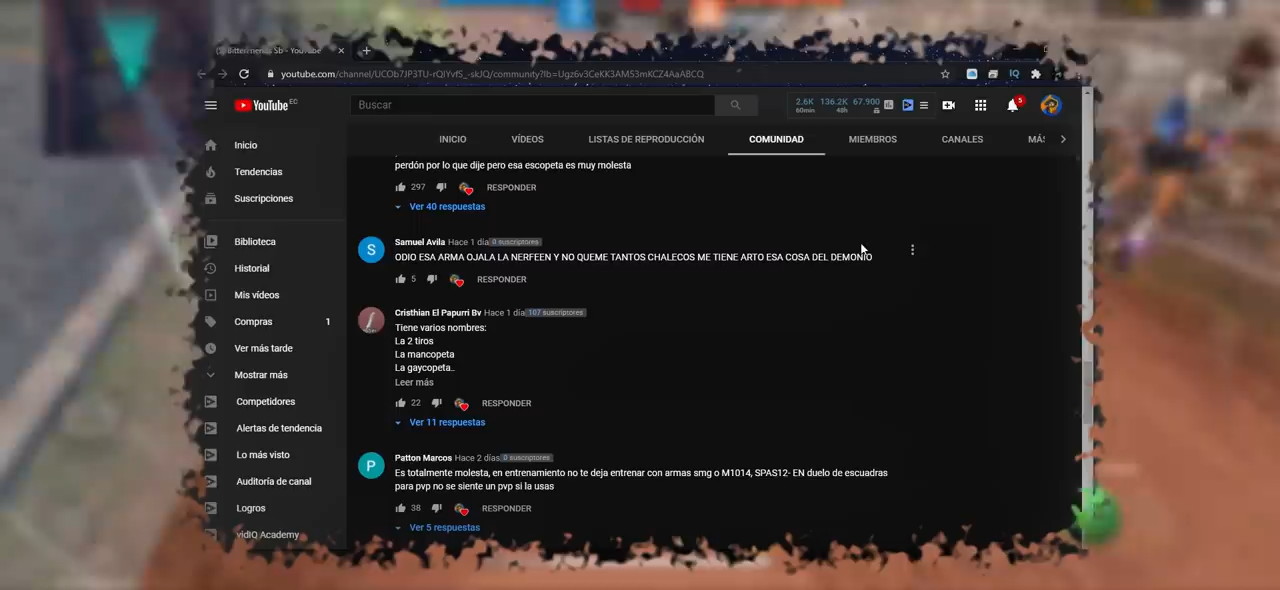 Bittermenos Sb - YouTube
youtube.com/channel/UCOb7JP3TU-rQIYvfS_-skJQ/community?lb=Ugz6v3CeKK3AM53mKCZ4AaABCQ
YouTube EC
Buscar
2.6K 136.2K 67.900
60min 48h
IQ
5
INICIO VÍDEOS LISTAS DE REPRODUCCIÓN COMUNIDAD MIEMBROS CANALES MÁS
Inicio
Tendencias
Suscripciones
Biblioteca
Historial
Mis vídeos
Compras 1
Ver más tarde
Mostrar más
Competidores
Alertas de tendencia
Lo más visto
Auditoría de canal
Logros
vidIQ Academy
perdón por lo que dije pero esa escopeta es muy molesta
297 RESPONDER
Ver 40 respuestas
S
Samuel Avila Hace 1 día 0 suscriptores
ODIO ESA ARMA OJALA LA NERFEEN Y NO QUEME TANTOS CHALECOS ME TIENE ARTO ESA COSA DEL DEMONIO
5 RESPONDER
Cristhian El Papurri Bv Hace 1 día 107 suscriptores
Tiene varios nombres:
La 2 tiros
La mancopeta
La gaycopeta..
Leer más
22 RESPONDER
Ver 11 respuestas
P
Patton Marcos Hace 2 días 0 suscriptores
Es totalmente molesta, en entrenamiento no te deja entrenar con armas smg o M1014, SPAS12- EN duelo de escuadras
para pvp no se siente un pvp si la usas
38 RESPONDER
Ver 5 respuestas